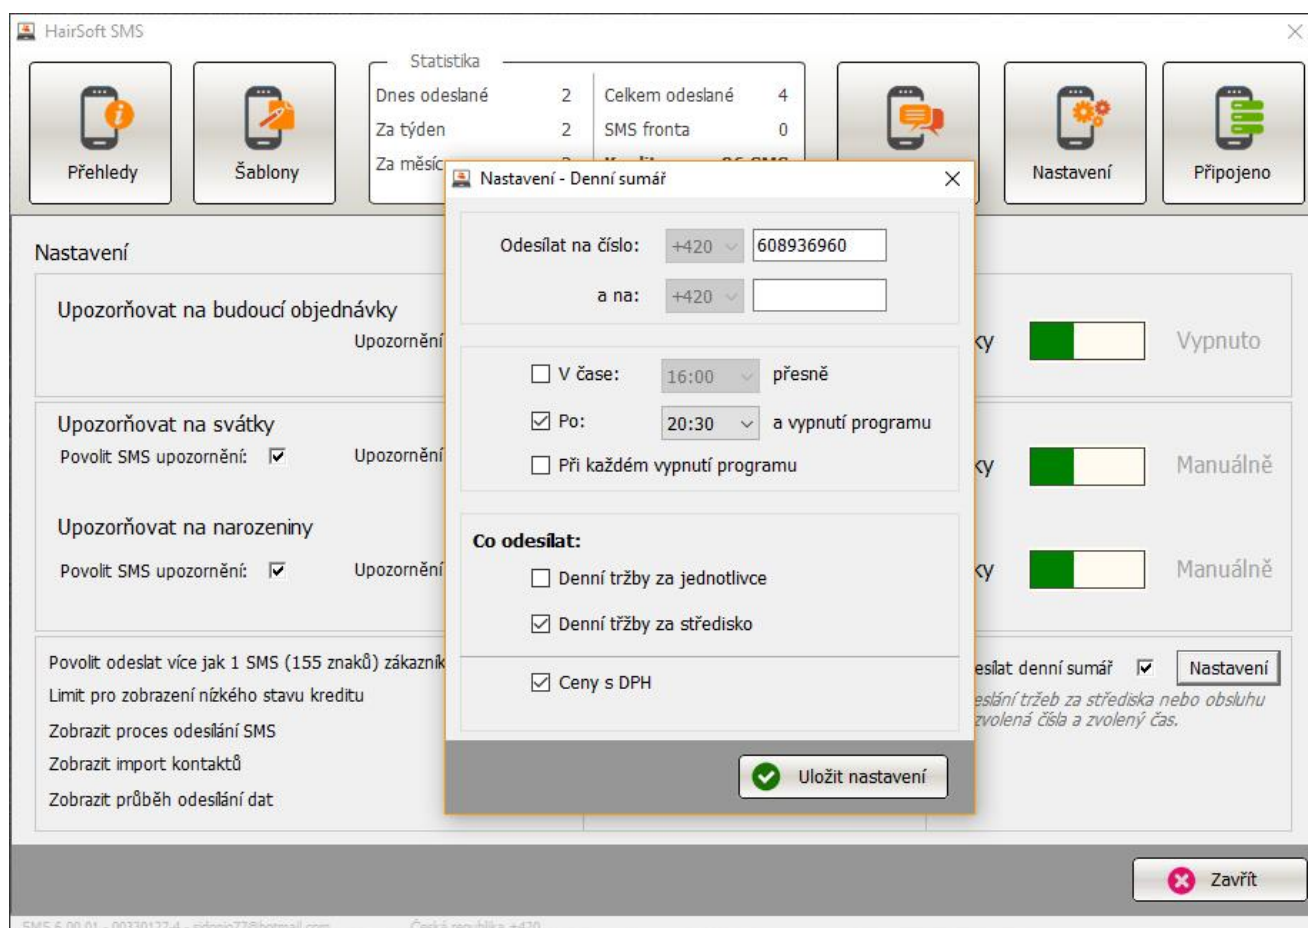 HairSoft SMS
Statistika
Dnes odeslané 2 Celkem odeslané 4
Za týden 2 SMS fronta 0
Za měsíc
Přehledy
Šablony
Nastavení
Připojeno
Nastavení - Denní sumář
Odesílat na číslo: +420 608936960
a na: +420
V čase: 16:00 přesně
Po: 20:30 a vypnutí programu
Při každém vypnutí programu
Co odesílat:
Denní tržby za jednotlivce
Denní třžby za středisko
Ceny s DPH
Uložit nastavení
Nastavení
Upozorňovat na budoucí objednávky
Upozornění
ky Vypnuto
Upozorňovat na svátky
Povolit SMS upozornění: Upozornění
ky Manuálně
Upozorňovat na narozeniny
Povolit SMS upozornění: Upozornění
ky Manuálně
Povolit odeslat více jak 1 SMS (155 znaků) zákazník
Limit pro zobrazení nízkého stavu kreditu
Zobrazit proces odesílání SMS
Zobrazit import kontaktů
Zobrazit průběh odesílání dat
esílat denní sumář Nastavení
eslání tržeb za střediska nebo obsluhu
zvolená čísla a zvolený čas.
Zavřít
Česká republika +420